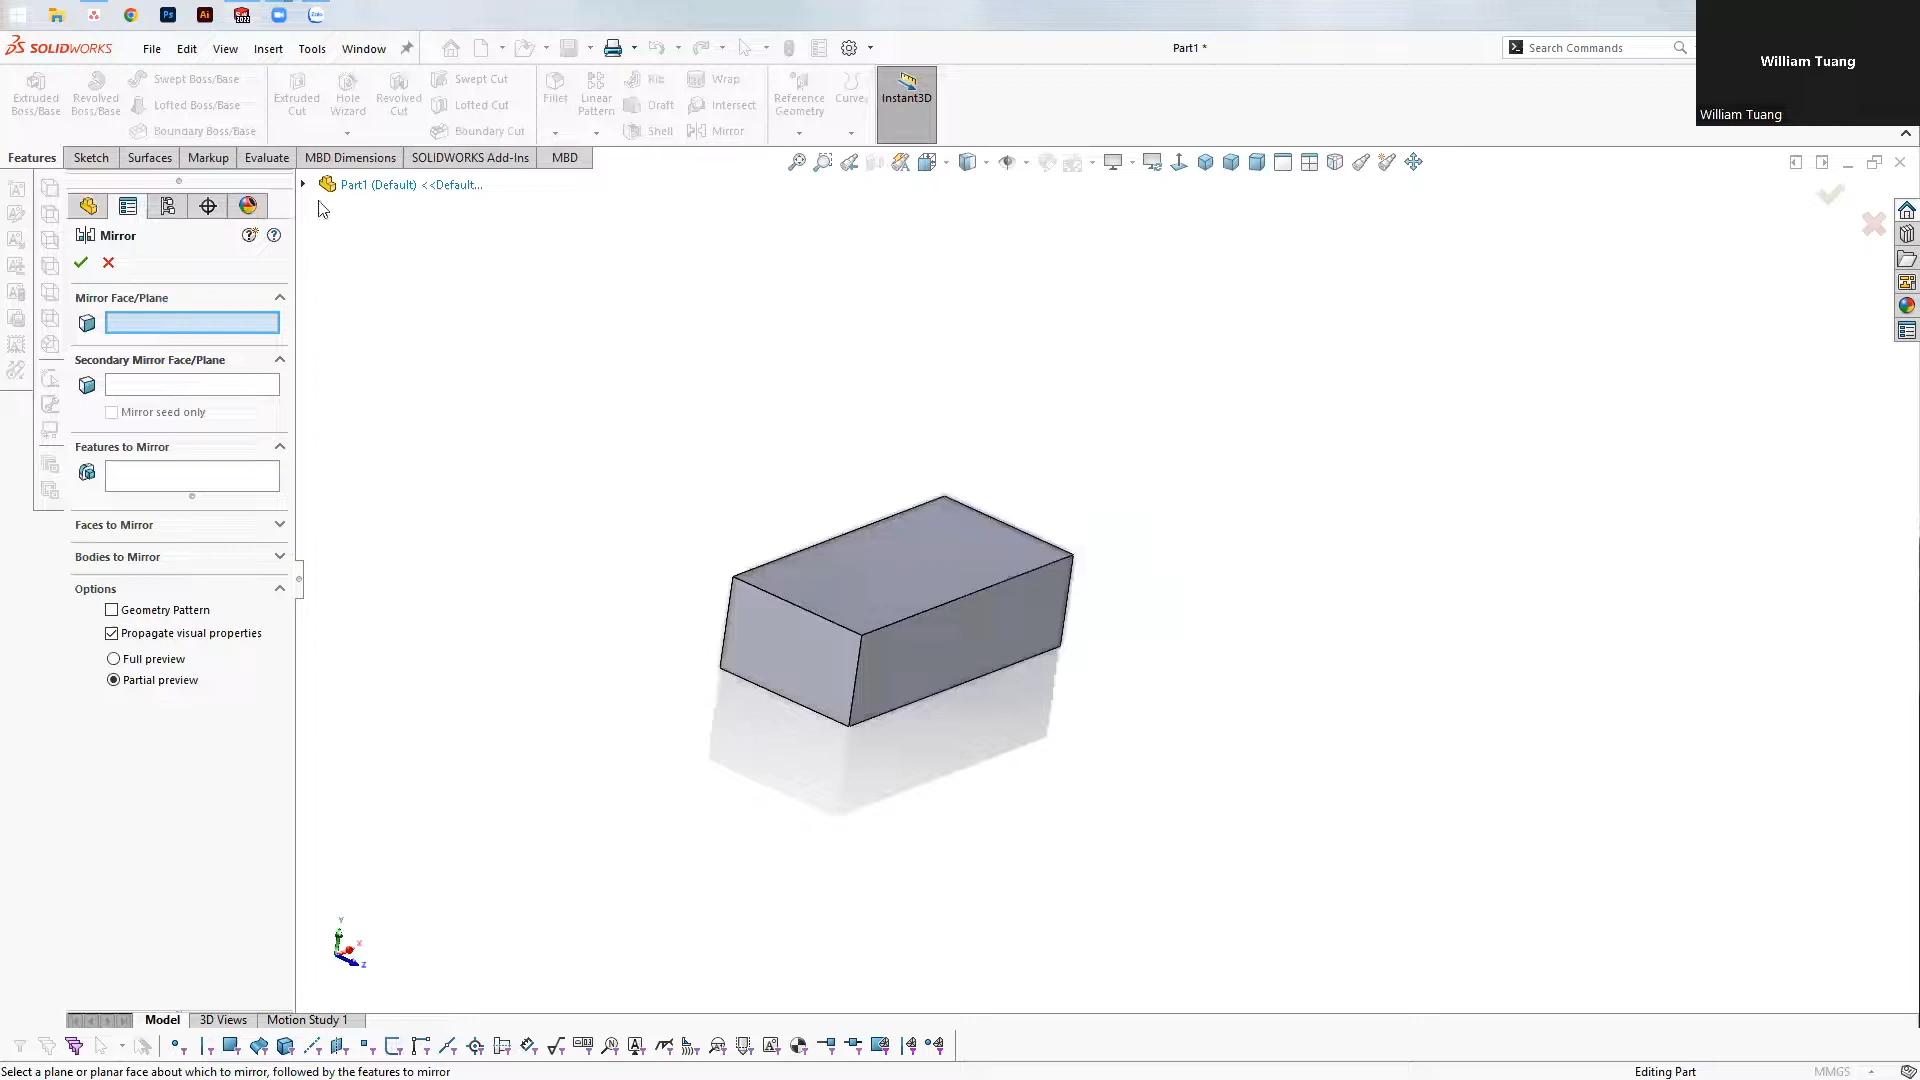 SOLIDWORKS
File Edit View Insert Tools Window
Part1 *
Search Commands
William Tuang
William Tuang
Extruded Boss/Base
Revolved Boss/Base
Swept Boss/Base
Lofted Boss/Base
Boundary Boss/Base
Extruded Cut
Hole Wizard
Revolved Cut
Swept Cut
Lofted Cut
Boundary Cut
Fillet
Linear Pattern
Rib
Draft
Shell
Wrap
Intersect
Mirror
Reference Geometry
Curve
Instant3D
Features Sketch Surfaces Markup Evaluate MBD Dimensions SOLIDWORKS Add-Ins MBD
Part1 (Default) <<Default...
Mirror
Mirror Face/Plane
Secondary Mirror Face/Plane
Mirror seed only
Features to Mirror
Faces to Mirror
Bodies to Mirror
Options
Geometry Pattern
Propagate visual properties
Full preview
Partial preview
Y
X
Z
Model 3D Views Motion Study 1
Select a plane or planar face about which to mirror, followed by the features to mirror
Editing Part
MMGS